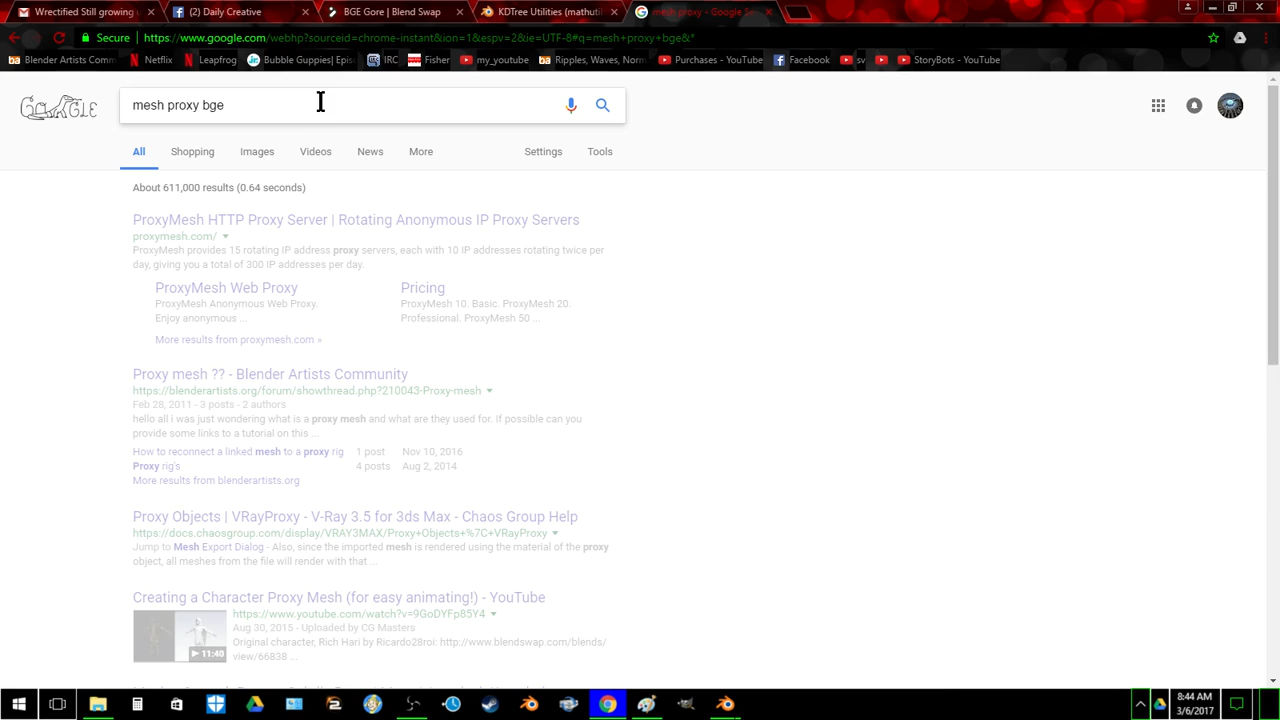 Wrectified Still growing
(2) Daily Creative
BGE Gore | Blend Swap
KDTree Utilities (mathutil
mesh proxy - Google Se
Secure
https://www.google.com/webhp?sourceid=chrome-instant&ion=1&espv=2&ie=UTF-8#q=mesh+proxy+bge&*
Blender Artists Comm
Netflix
Leapfrog
Bubble Guppies| Epis
IRC
Fisher
my_youtube
Ripples, Waves, Norm
Purchases - YouTube
Facebook
sv
StoryBots - YouTube
mesh proxy bge
All
Shopping
Images
Videos
News
More
Settings
Tools
About 611,000 results (0.64 seconds)
ProxyMesh HTTP Proxy Server | Rotating Anonymous IP Proxy Servers
proxymesh.com/
ProxyMesh provides 15 rotating IP address proxy servers, each with 10 IP addresses rotating twice per
day, giving you a total of 300 IP addresses per day.
ProxyMesh Web Proxy
ProxyMesh Anonymous Web Proxy.
Enjoy anonymous ...
Pricing
ProxyMesh 10. Basic. ProxyMesh 20.
Professional. ProxyMesh 50 ...
More results from proxymesh.com »
Proxy mesh ?? - Blender Artists Community
https://blenderartists.org/forum/showthread.php?210043-Proxy-mesh
Feb 28, 2011 - 3 posts - 2 authors
hello all i was just wondering what is a proxy mesh and what are they used for. If possible can you
provide some links to a tutorial on this ...
How to reconnect a linked mesh to a proxy rig 1 post Nov 10, 2016
Proxy rig's 4 posts Aug 2, 2014
More results from blenderartists.org
Proxy Objects | VRayProxy - V-Ray 3.5 for 3ds Max - Chaos Group Help
https://docs.chaosgroup.com/display/VRAY3MAX/Proxy+Objects+%7C+VRayProxy
Jump to Mesh Export Dialog - Also, since the imported mesh is rendered using the material of the proxy
object, all meshes from the file will render with that ...
Creating a Character Proxy Mesh (for easy animating!) - YouTube
https://www.youtube.com/watch?v=9GoDYFp85Y4
Aug 30, 2015 - Uploaded by CG Masters
Original character, Rich Hari by Ricardo28roi: http://www.blendswap.com/blends/
view/66838 ...
11:40
8:44 AM
3/6/2017